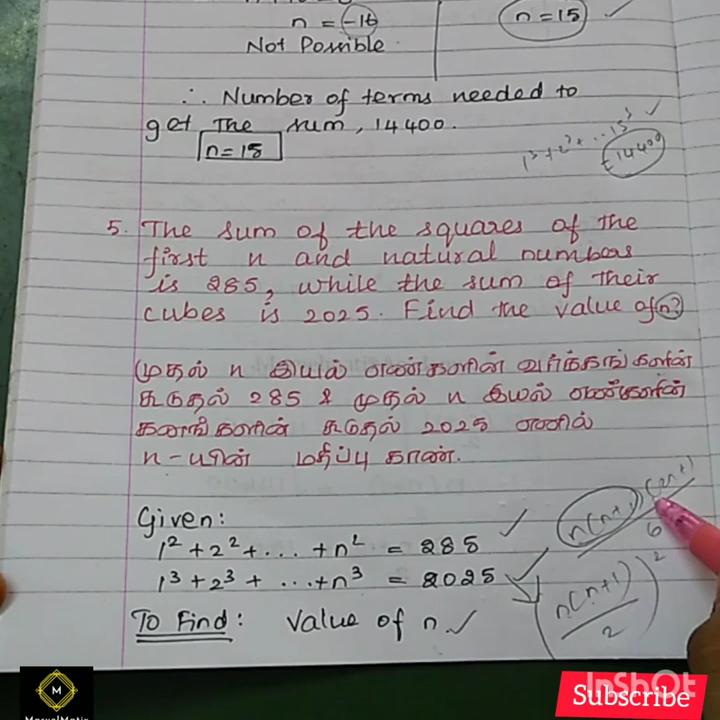 n = -16
n = 15 ✓
Not Possible.
∴ Number of terms needed to
get The sum, 14400.
n = 15
1³+2³+...15³ ✓
= 14400
5. The sum of the squares of the
first n and natural numbers
is 285, while the sum of their
cubes is 2025. Find the value of n?
முதல் n இயல் எண்களின் வர்க்கங்களின்
கூடுதல் 285 & முதல் n இயல் எண்களின்
கனங்களின் கூடுதல் 2025 எனில்
n-யின் மதிப்பு காண்.
Given:
1² + 2² + ... + n² = 285 ✓
n(n+1)(2n+1)
6
1³ + 2³ + ... + n³ = 2025 ✓
(n(n+1)
2)²
To Find: Value of n ✓
M
InShOt
Subscribe